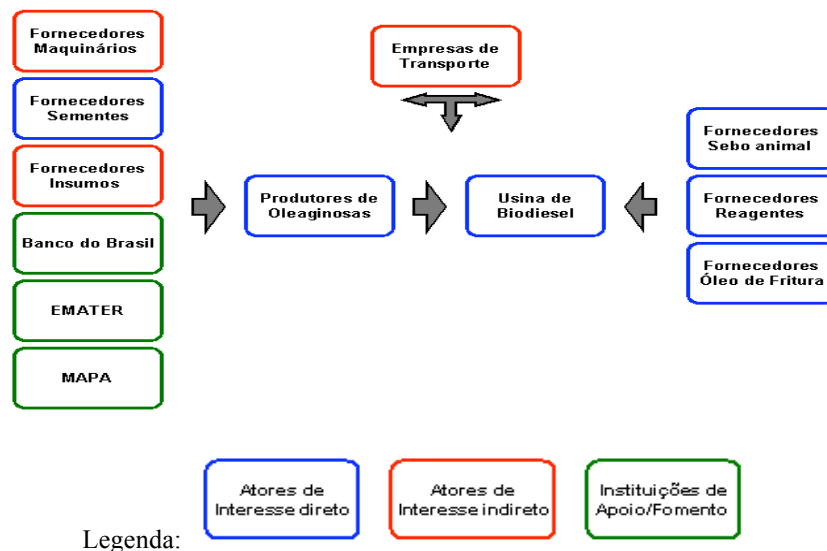 Fornecedores
Maquinários
Empresas de
Transporte
Fornecedores
Sementes
Fornecedores
Sebo animal
Fornecedores
Insumos
Produtores de
Oleaginosas
Usina de
Biodiesel
Fornecedores
Reagentes
Banco do Brasil
Fornecedores
Óleo de Fritura
EMATER
MAPA
Legenda:
Atores de
Interesse direto
Atores de
Interesse indireto
Instituições de
Apoio/Fomento